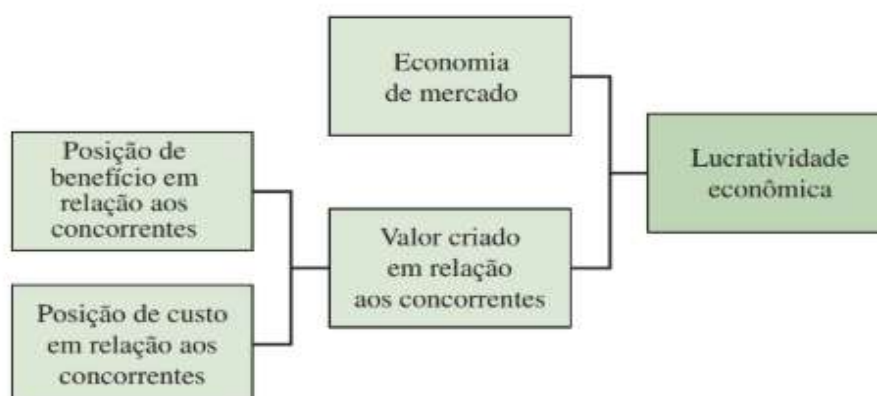 Economia
de mercado
Lucratividade
econômica
Posição de
benefício em
relação aos
concorrentes
Valor criado
em relação
aos concorrentes
Posição de custo
em relação aos
concorrentes